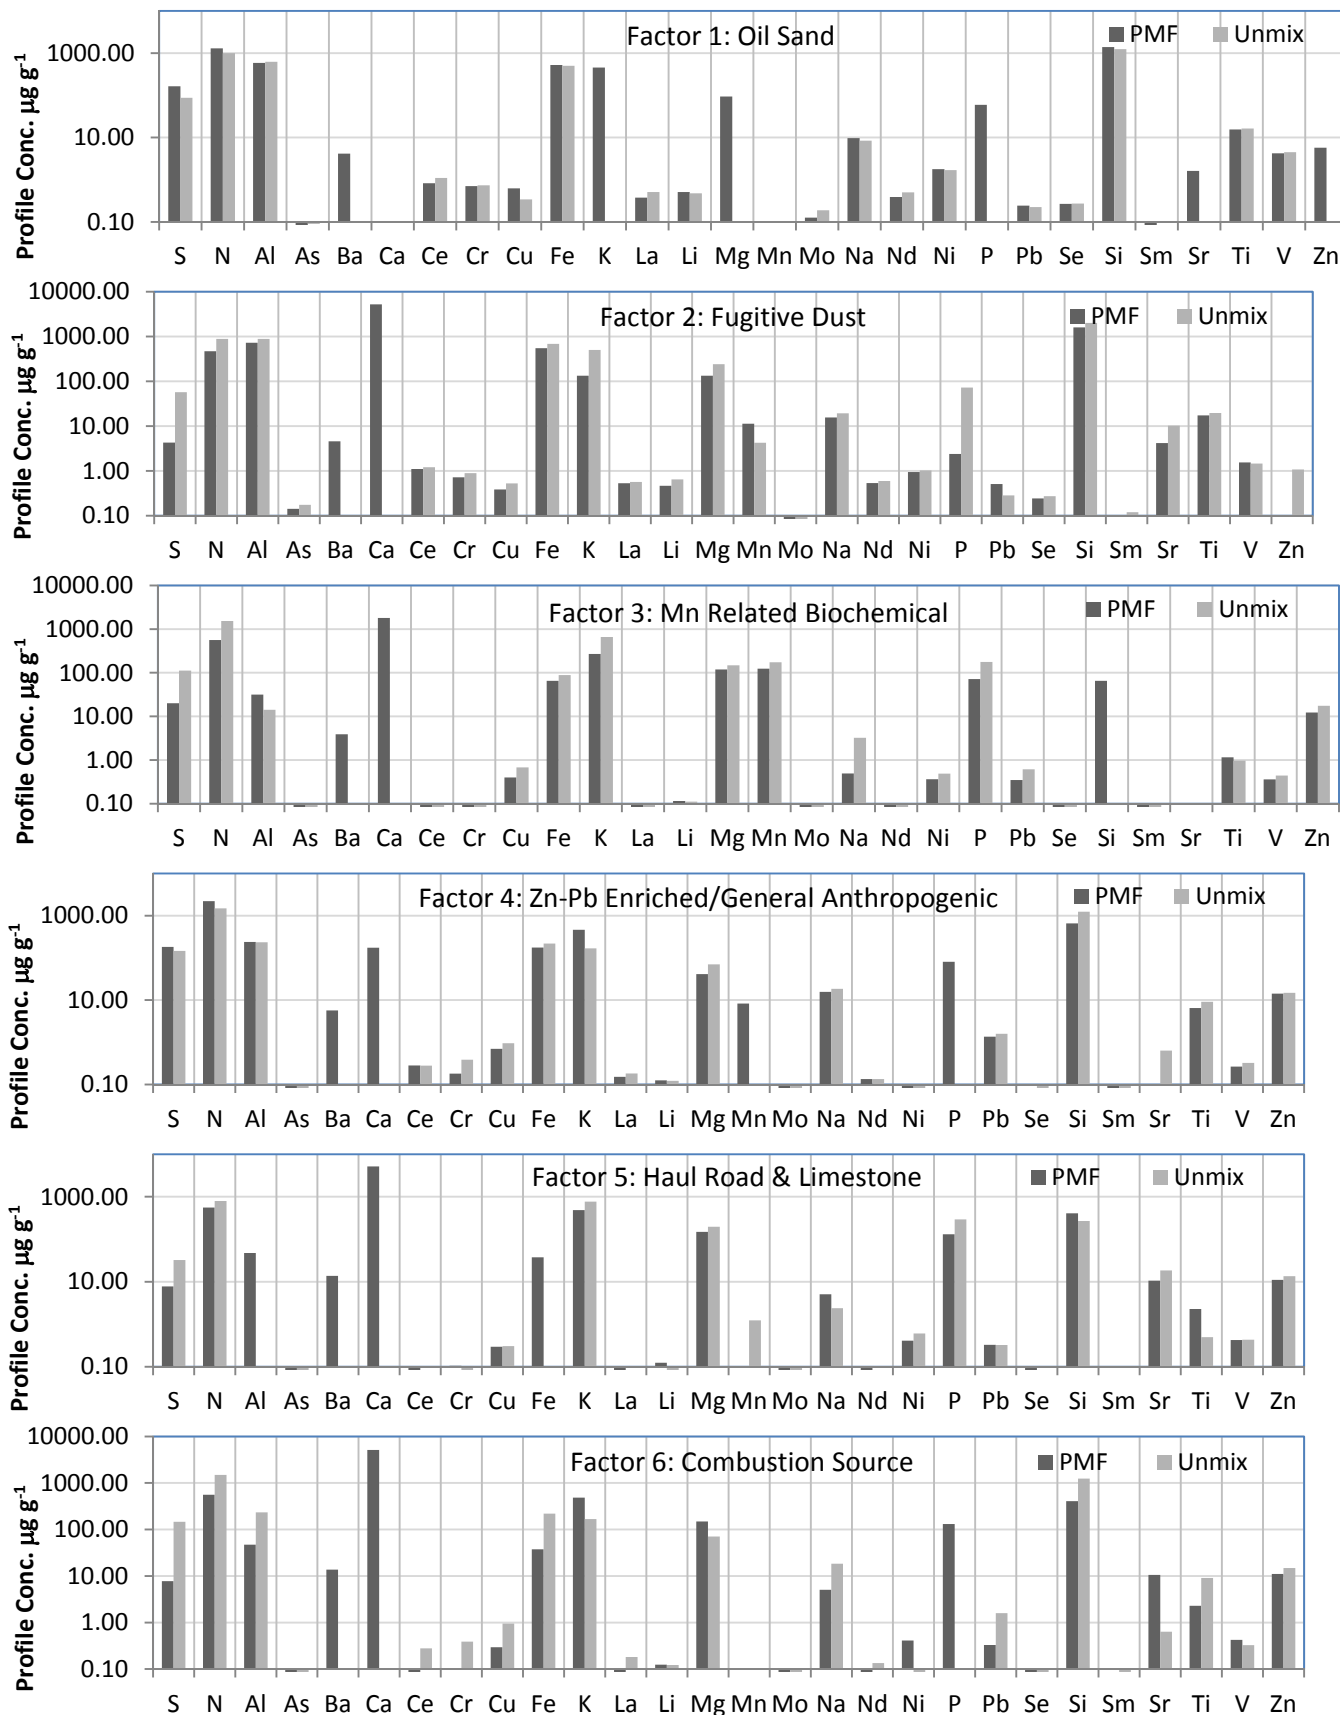 Factor 1: Oil Sand
PMF Unmix
Profile Conc. µg g-1
1000.00
10.00
0.10
S N Al As Ba Ca Ce Cr Cu Fe K La Li Mg Mn Mo Na Nd Ni P Pb Se Si Sm Sr Ti V Zn
Factor 2: Fugitive Dust
PMF Unmix
Profile Conc. µg g-1
10000.00
1000.00
100.00
10.00
1.00
0.10
S N Al As Ba Ca Ce Cr Cu Fe K La Li Mg Mn Mo Na Nd Ni P Pb Se Si Sm Sr Ti V Zn
Factor 3: Mn Related Biochemical
PMF Unmix
Profile Conc. µg g-1
10000.00
1000.00
100.00
10.00
1.00
0.10
S N Al As Ba Ca Ce Cr Cu Fe K La Li Mg Mn Mo Na Nd Ni P Pb Se Si Sm Sr Ti V Zn
Factor 4: Zn-Pb Enriched/General Anthropogenic
PMF Unmix
Profile Conc. µg g-1
1000.00
10.00
0.10
S N Al As Ba Ca Ce Cr Cu Fe K La Li Mg Mn Mo Na Nd Ni P Pb Se Si Sm Sr Ti V Zn
Factor 5: Haul Road & Limestone
PMF Unmix
Profile Conc. µg g-1
1000.00
10.00
0.10
S N Al As Ba Ca Ce Cr Cu Fe K La Li Mg Mn Mo Na Nd Ni P Pb Se Si Sm Sr Ti V Zn
Factor 6: Combustion Source
PMF Unmix
Profile Conc. µg g-1
10000.00
1000.00
100.00
10.00
1.00
0.10
S N Al As Ba Ca Ce Cr Cu Fe K La Li Mg Mn Mo Na Nd Ni P Pb Se Si Sm Sr Ti V Zn